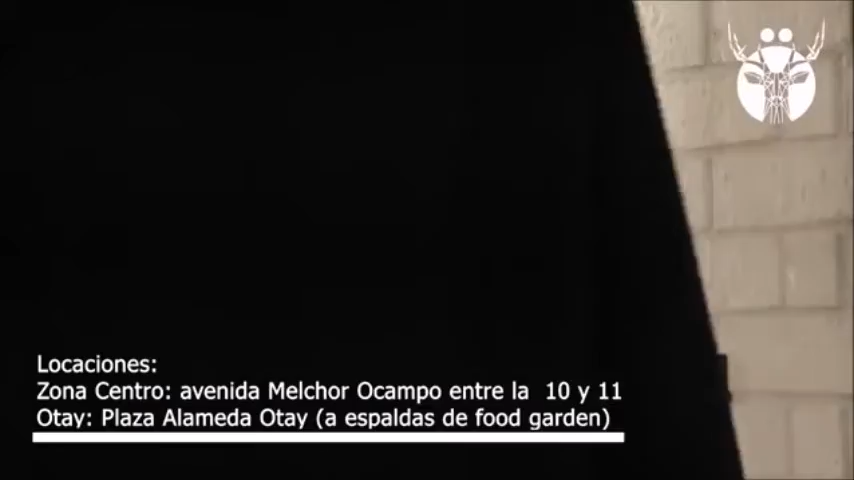 Locaciones:
Zona Centro: avenida Melchor Ocampo entre la  10 y 11
Otay: Plaza Alameda Otay (a espaldas de food garden)